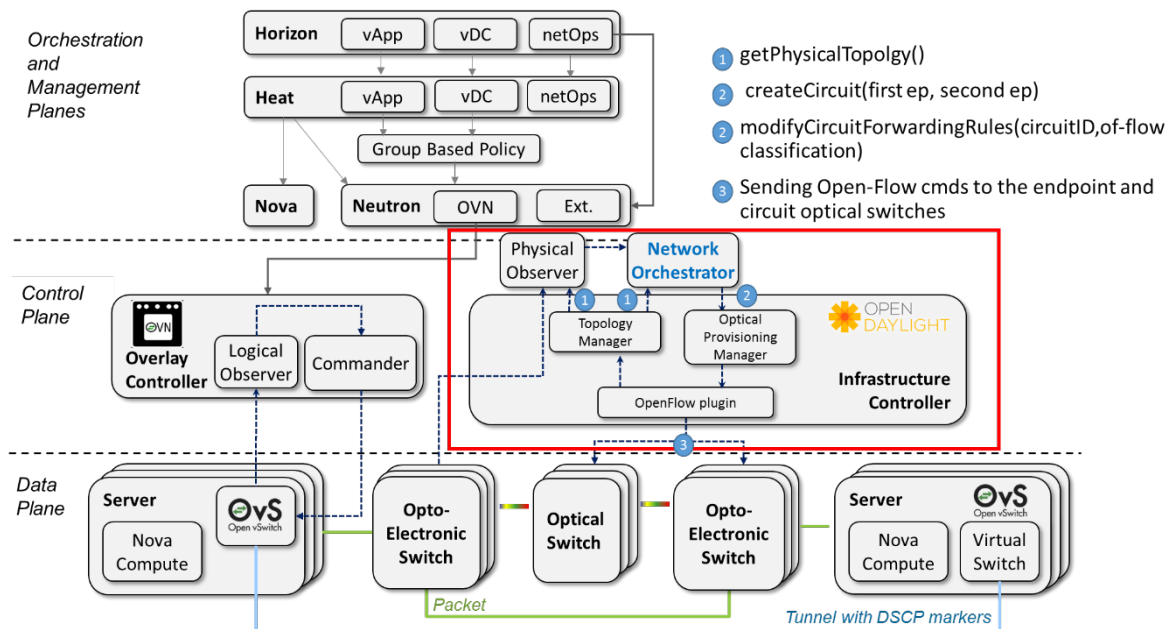 Orchestration
and
Management
Planes
Horizon
vApp
vDC
netOps
Heat
vApp
vDC
netOps
Group Based Policy
Nova
Neutron
OVN
Ext.
1 getPhysicalTopolgy()
2 createCircuit(first ep, second ep)
2 modifyCircuitForwardingRules(circuitID,of-flow
classification)
3 Sending Open-Flow cmds to the endpoint and
circuit optical switches
Control
Plane
OVN
Overlay
Controller
Logical
Observer
Commander
Physical
Observer
Network
Orchestrator
1
1
2
Topology
Manager
Optical
Provisioning
Manager
OPEN
DAYLIGHT
OpenFlow plugin
Infrastructure
Controller
3
Data
Plane
Server
OvS
Open vSwitch
Nova
Compute
Opto-
Electronic
Switch
Optical
Switch
Opto-
Electronic
Switch
Server
OvS
Open vSwitch
Nova
Compute
Virtual
Switch
Packet
Tunnel with DSCP markers